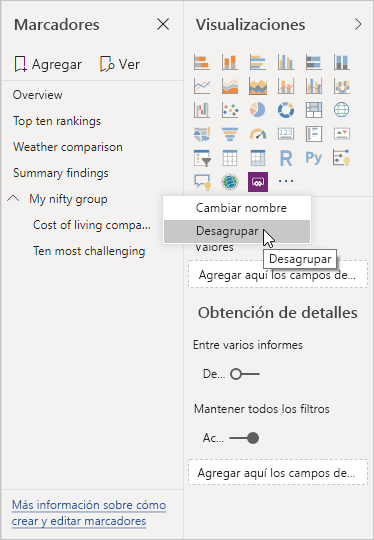 Marcadores
Agregar
Ver
Overview
Top ten rankings
Weather comparison
Summary findings
My nifty group
Cost of living compa...
Ten most challenging
Más información sobre cómo
crear y editar marcadores
Visualizaciones
123
R
Py
Cambiar nombre
Desagrupar
Valores
Desagrupar
Agregar aquí los campos de...
Obtención de detalles
Entre varios informes
De...
Mantener todos los filtros
Ac...
Agregar aquí los campos de...